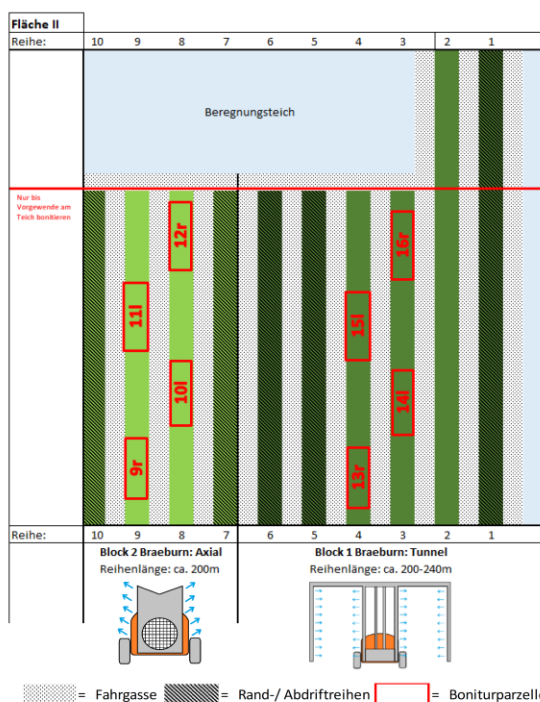 Fläche II
Reihe: 10 9 8 7 6 5 4 3 2 1
Beregnungsteich
Nur bis
Vorgewende am
Teich bonitieren
12r
16r
11l
15l
10l
14l
9r
13r
Reihe: 10 9 8 7 6 5 4 3 2 1
Block 2 Braeburn: Axial
Reihenlänge: ca. 200m
Block 1 Braeburn: Tunnel
Reihenlänge: ca. 200-240m
= Fahrgasse = Rand-/ Abdriftreihen = Boniturparzelle